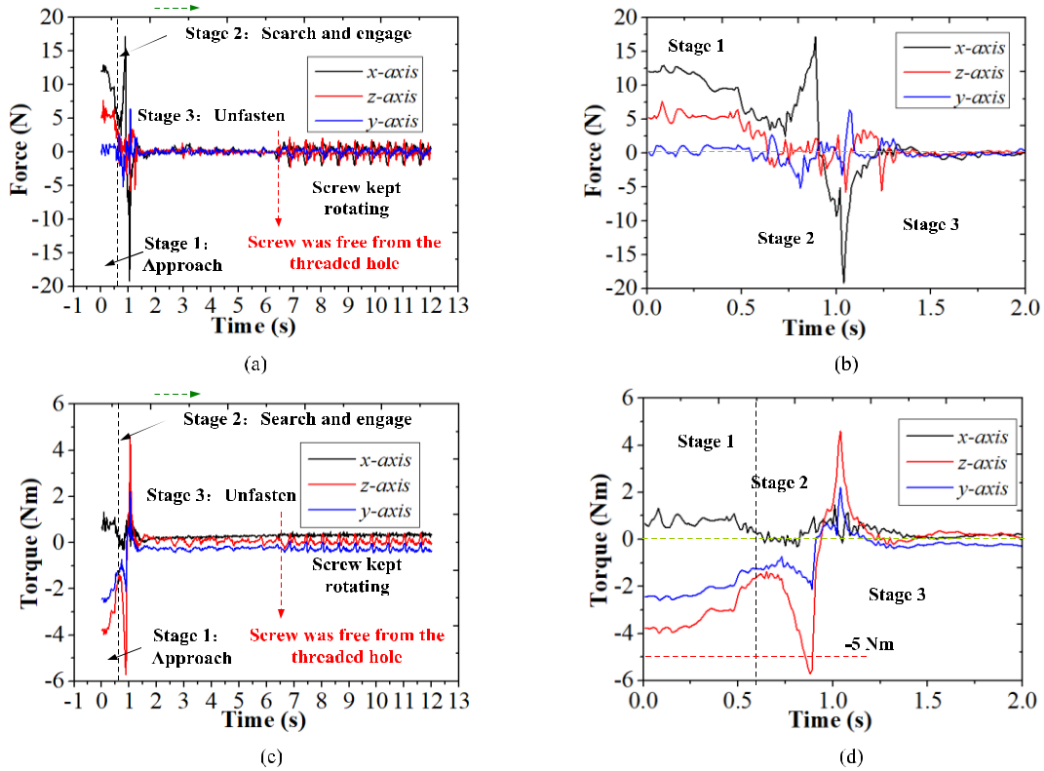 Stage 2：Search and engage
x-axis
z-axis
y-axis
Stage 3：Unfasten
Screw kept
rotating
Stage 1：
Approach
Screw was free from the
threaded hole
Force (N)
20
15
10
5
0
-5
-10
-15
-20
-1 0 1 2 3 4 5 6 7 8 9 10 11 12 13
Time (s)
(a)
Stage 1
x-axis
z-axis
y-axis
Stage 2
Stage 3
Force (N)
20
15
10
5
0
-5
-10
-15
-20
0.0 0.5 1.0 1.5 2.0
Time (s)
(b)
Stage 2：Search and engage
x-axis
z-axis
y-axis
Stage 3：Unfasten
Screw kept
rotating
Stage 1：
Approach
Screw was free from the
threaded hole
Torque (Nm)
6
4
2
0
-2
-4
-6
-1 0 1 2 3 4 5 6 7 8 9 10 11 12 13
Time (s)
(c)
Stage 1
x-axis
z-axis
y-axis
Stage 2
Stage 3
-5 Nm
Torque (Nm)
6
4
2
0
-2
-4
-6
0.0 0.5 1.0 1.5 2.0
Time (s)
(d)